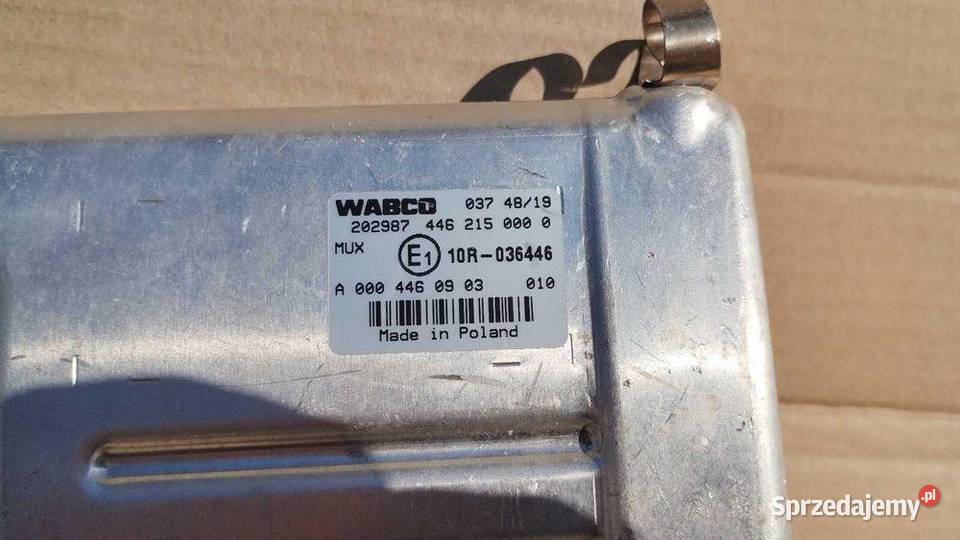 WABCO 037 48/19
202987 446 215 000 0
MUX E1 10R-036446
A 000 446 09 03 010
Made in Poland
Sprzedajemy.pl